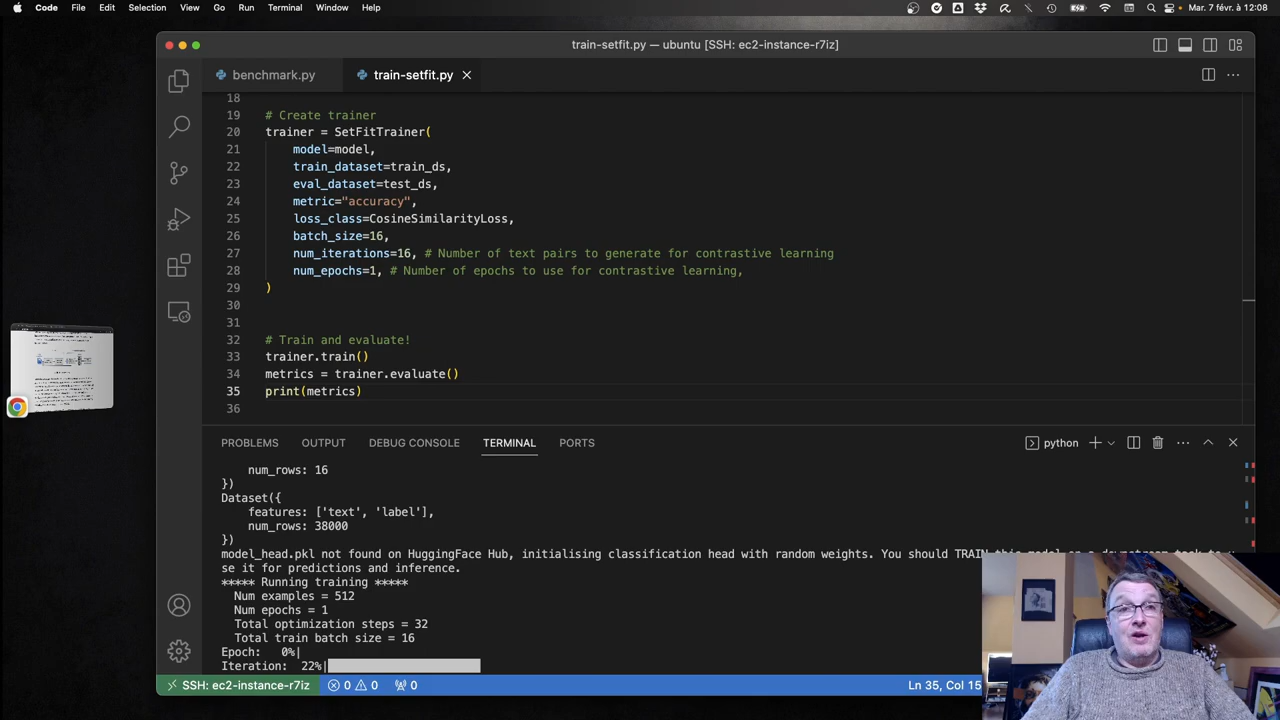 Code File Edit Selection View Go Run Terminal Window Help Mar. 7 févr. à 12:08
train-setfit.py — ubuntu [SSH: ec2-instance-r7iz]
benchmark.py train-setfit.py
18
19 # Create trainer
20 trainer = SetFitTrainer(
21 model=model,
22 train_dataset=train_ds,
23 eval_dataset=test_ds,
24 metric="accuracy",
25 loss_class=CosineSimilarityLoss,
26 batch_size=16,
27 num_iterations=16, # Number of text pairs to generate for contrastive learning
28 num_epochs=1, # Number of epochs to use for contrastive learning,
29 )
30
31
32 # Train and evaluate!
33 trainer.train()
34 metrics = trainer.evaluate()
35 print(metrics)
36
PROBLEMS OUTPUT DEBUG CONSOLE TERMINAL PORTS python
num_rows: 16
})
Dataset({
features: ['text', 'label'],
num_rows: 38000
})
model_head.pkl not found on HuggingFace Hub, initialising classification head with random weights. You should TRAIN
se it for predictions and inference.
***** Running training *****
Num examples = 512
Num epochs = 1
Total optimization steps = 32
Total train batch size = 16
Epoch: 0%|
Iteration: 22%|
SSH: ec2-instance-r7iz 0 0 0 Ln 35, Col 15